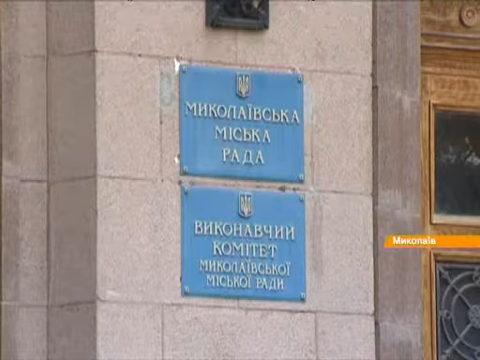 МИКОЛАЇВСЬКА
МІСЬКА
РАДА
ВИКОНАВЧИЙ
КОМІТЕТ
МИКОЛАЇВСЬКОЇ
МІСЬКОЇ РАДИ
Миколаїв